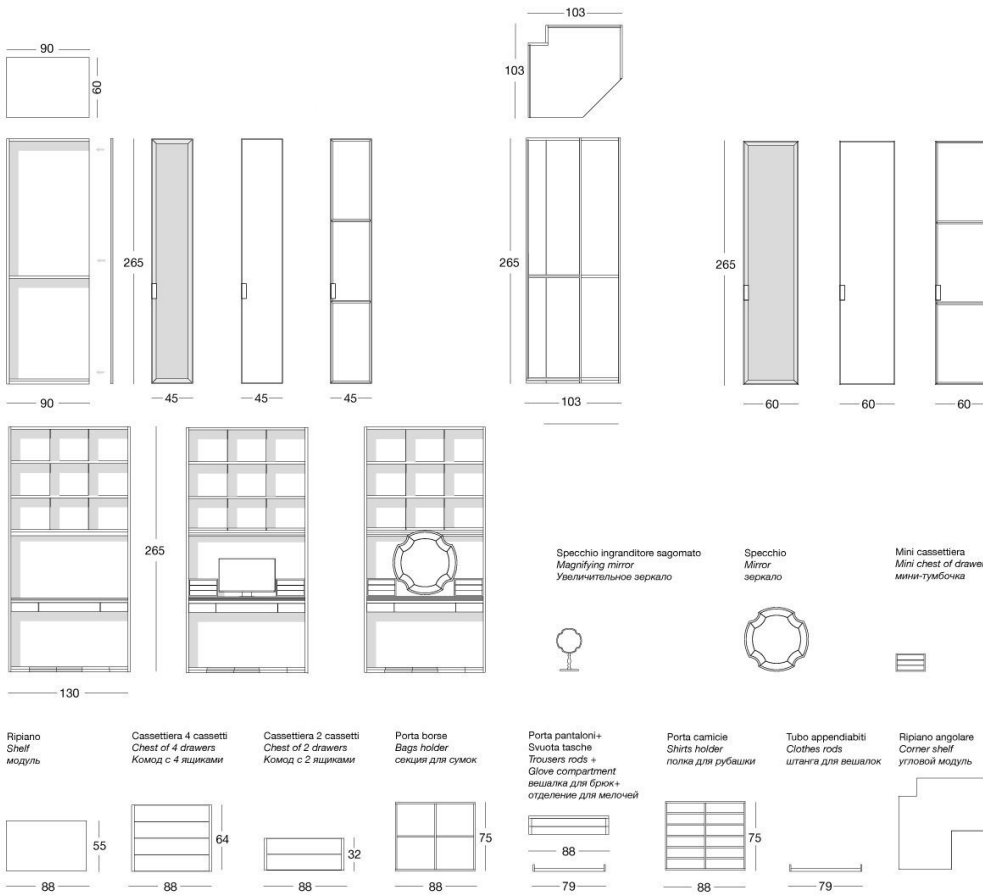 90
60
103
103
265
265
265
90
45
45
45
103
60
60
60
265
130
Specchio ingranditore sagomato
Magnifying mirror
Увеличительное зеркало
Specchio
Mirror
зеркало
Mini cassettiera
Mini chest of drawe
мини-тумбочка
Ripiano
Shelf
модуль
Cassettiera 4 cassetti
Chest of 4 drawers
Комод с 4 ящиками
Cassettiera 2 cassetti
Chest of 2 drawers
Комод с 2 ящиками
Porta borse
Bags holder
секция для сумок
Porta pantaloni+
Svuota tasche
Trousers rods +
Glove compartment
вешалка для брюк+
отделение для мелочей
Porta camicie
Shirts holder
полка для рубашки
Tubo appendiabiti
Clothes rods
штанга для вешалок
Ripiano angolare
Corner shelf
угловой модуль
55
88
64
88
32
88
75
88
88
79
75
88
79